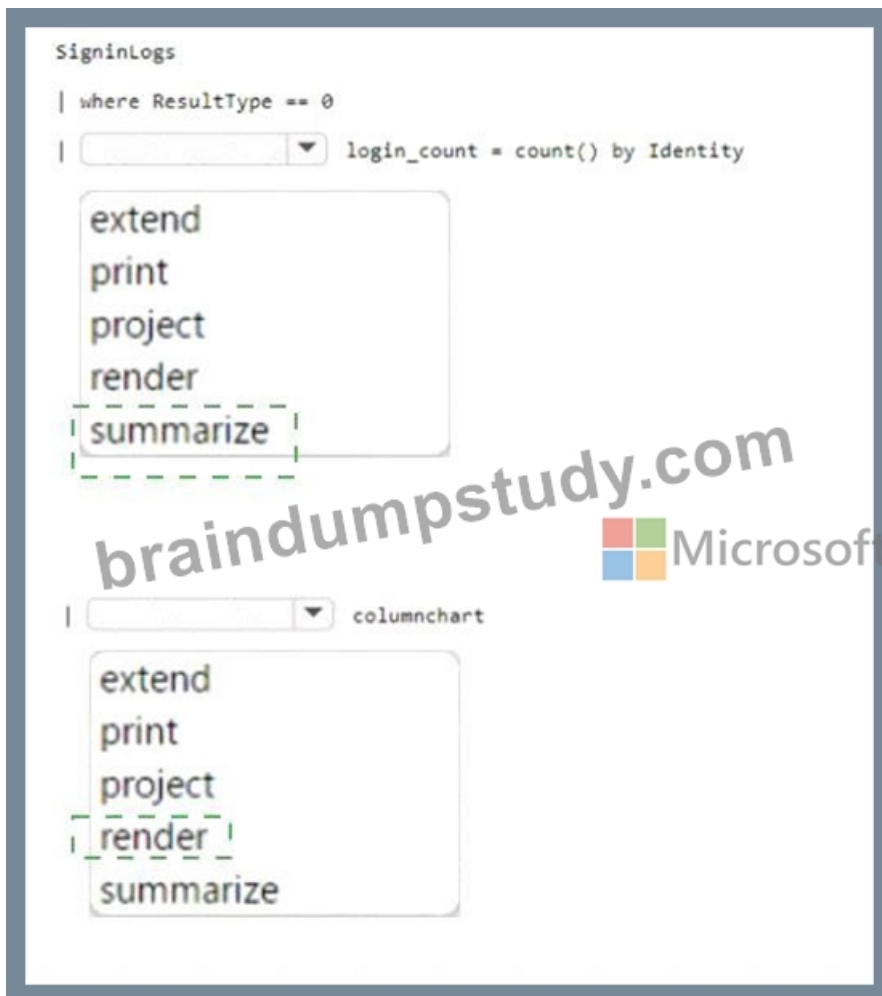 SigninLogs
| where ResultType == 0
| login_count = count() by Identity
extend
print
project
render
summarize
braindumpstudy.com
Microsoft
| columnchart
extend
print
project
render
summarize